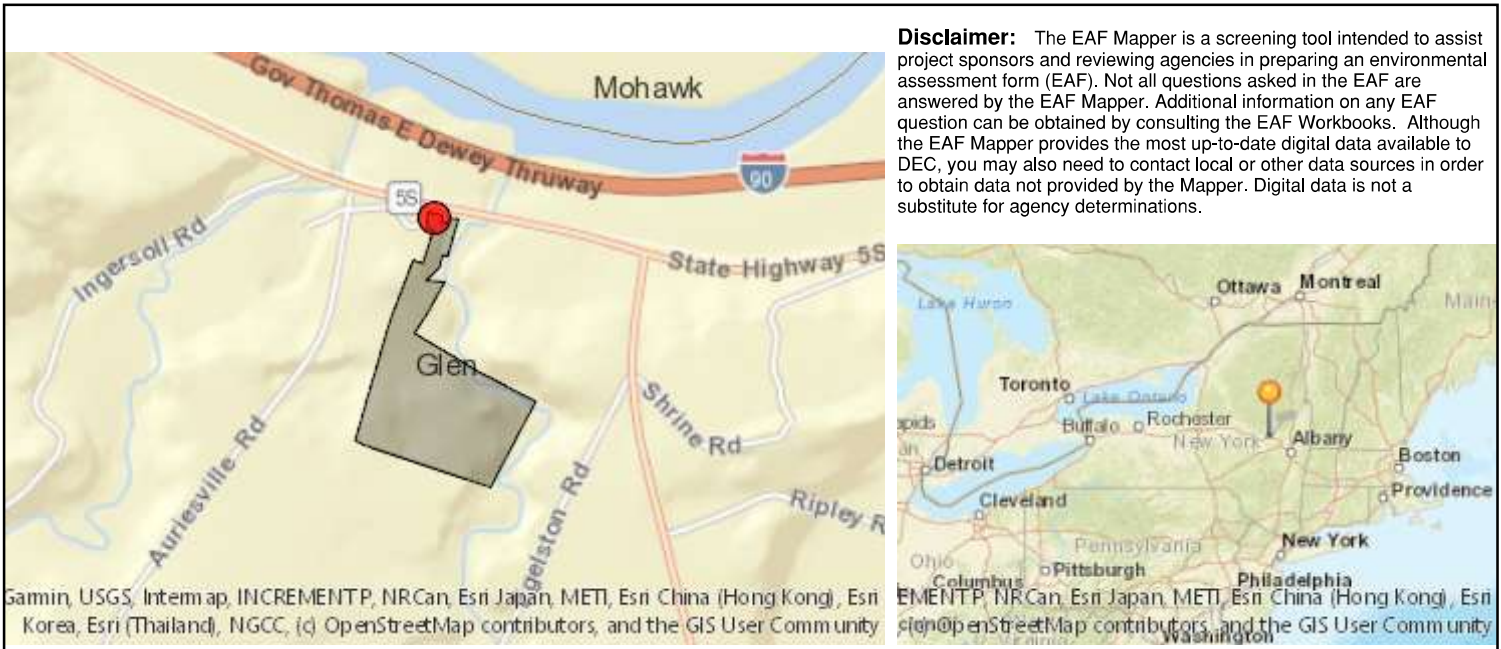 Disclaimer: The EAF Mapper is a screening tool intended to assist
project sponsors and reviewing agencies in preparing an environmental
assessment form (EAF). Not all questions asked in the EAF are
answered by the EAF Mapper. Additional information on any EAF
question can be obtained by consulting the EAF Workbooks. Although
the EAF Mapper provides the most up-to-date digital data available to
DEC, you may also need to contact local or other data sources in order
to obtain data not provided by the Mapper. Digital data is not a
substitute for agency determinations.
Mohawk
Gov Thomas E Dewey Thruway
90
5S
Ingersoll Rd
State Highway 5S
Glen
Shrine Rd
Auriesville Rd
gelston Rd
Ripley R
Garmin, USGS, Intermap, INCREMENT P, NRCan, Esri Japan, METI, Esri China (Hong Kong), Esri
Korea, Esri (Thailand), NGCC, (c) OpenStreetMap contributors, and the GIS User Community
Ottawa
Montreal
Main
Lake Huron
Toronto
Lake Ontario
Rochester
Buffalo
New York
Albany
apids
an
Detroit
Boston
Providence
Cleveland
New York
Pennsylvania
Ohio
Pittsburgh
Columbus
Philadelphia
EMENT P, NRCan, Esri Japan, METI, Esri China (Hong Kong), Esri
(c) OpenStreetMap contributors, and the GIS User Community
Washington